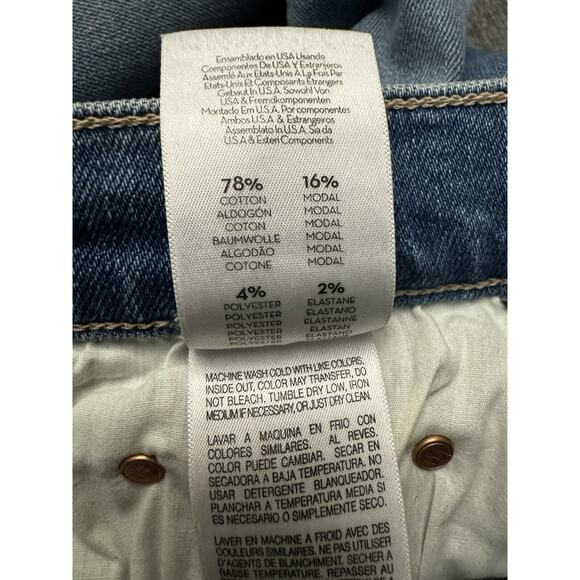 Ensamblado en USA Usando
Componentes De USA Y Extranjeros
Assemlé Aux Etats-Unis A La Fois Par
Etats-Unis Et Composants Etrangers
Gebaut In U.S.A. Sowohl Von
USA & Fremdkomponenten
Montado Em U.S.A. Por componentes
Ambos U.S.A & Estrangeiros
Assemblato In U.S.A. Sia da
U.S.A & Esteri Components
78% 16%
COTTON MODAL
ALDOGÓN MODAL
COTON MODAL
BAUMWOLLE MODAL
ALGODÃO MODAL
COTONE MODAL
4% 2%
POLYESTER ELASTANE
POLYESTER ELASTANNE
POLYESTER ELASTAN
POLYESTER
POLYESTER
MACHINE WASH COLD WITH LIKE COLORS,
INSIDE OUT, COLOR MAY TRANSFER, DO
NOT BLEACH. TUMBLE DRY LOW, IRON
MEDIUM IF NECESSARY, OR JUST DRY CLEAN.
LAVAR A MAQUINA EN FRIO CON
COLORES SIMILARES. AL REVES.
COLOR PUEDE CAMBIAR. SECAR EN
SECADORA A BAJA TEMPERATURA. NO
USAR DETERGENTE BLANQUEADOR.
PLANCHAR A TEMPERATURA MEDIA SI
ES NECESARIO O SIMPLEMENTE SECO.
LAVER EN MACHINE A FROID AVEC DES
COULEURS SIMILAIRES. NE PAS UTILISER
D'AGENTS DE BLANCHIMENT. SECHER A
BASSE TEMPERATURE. REPASSER AU